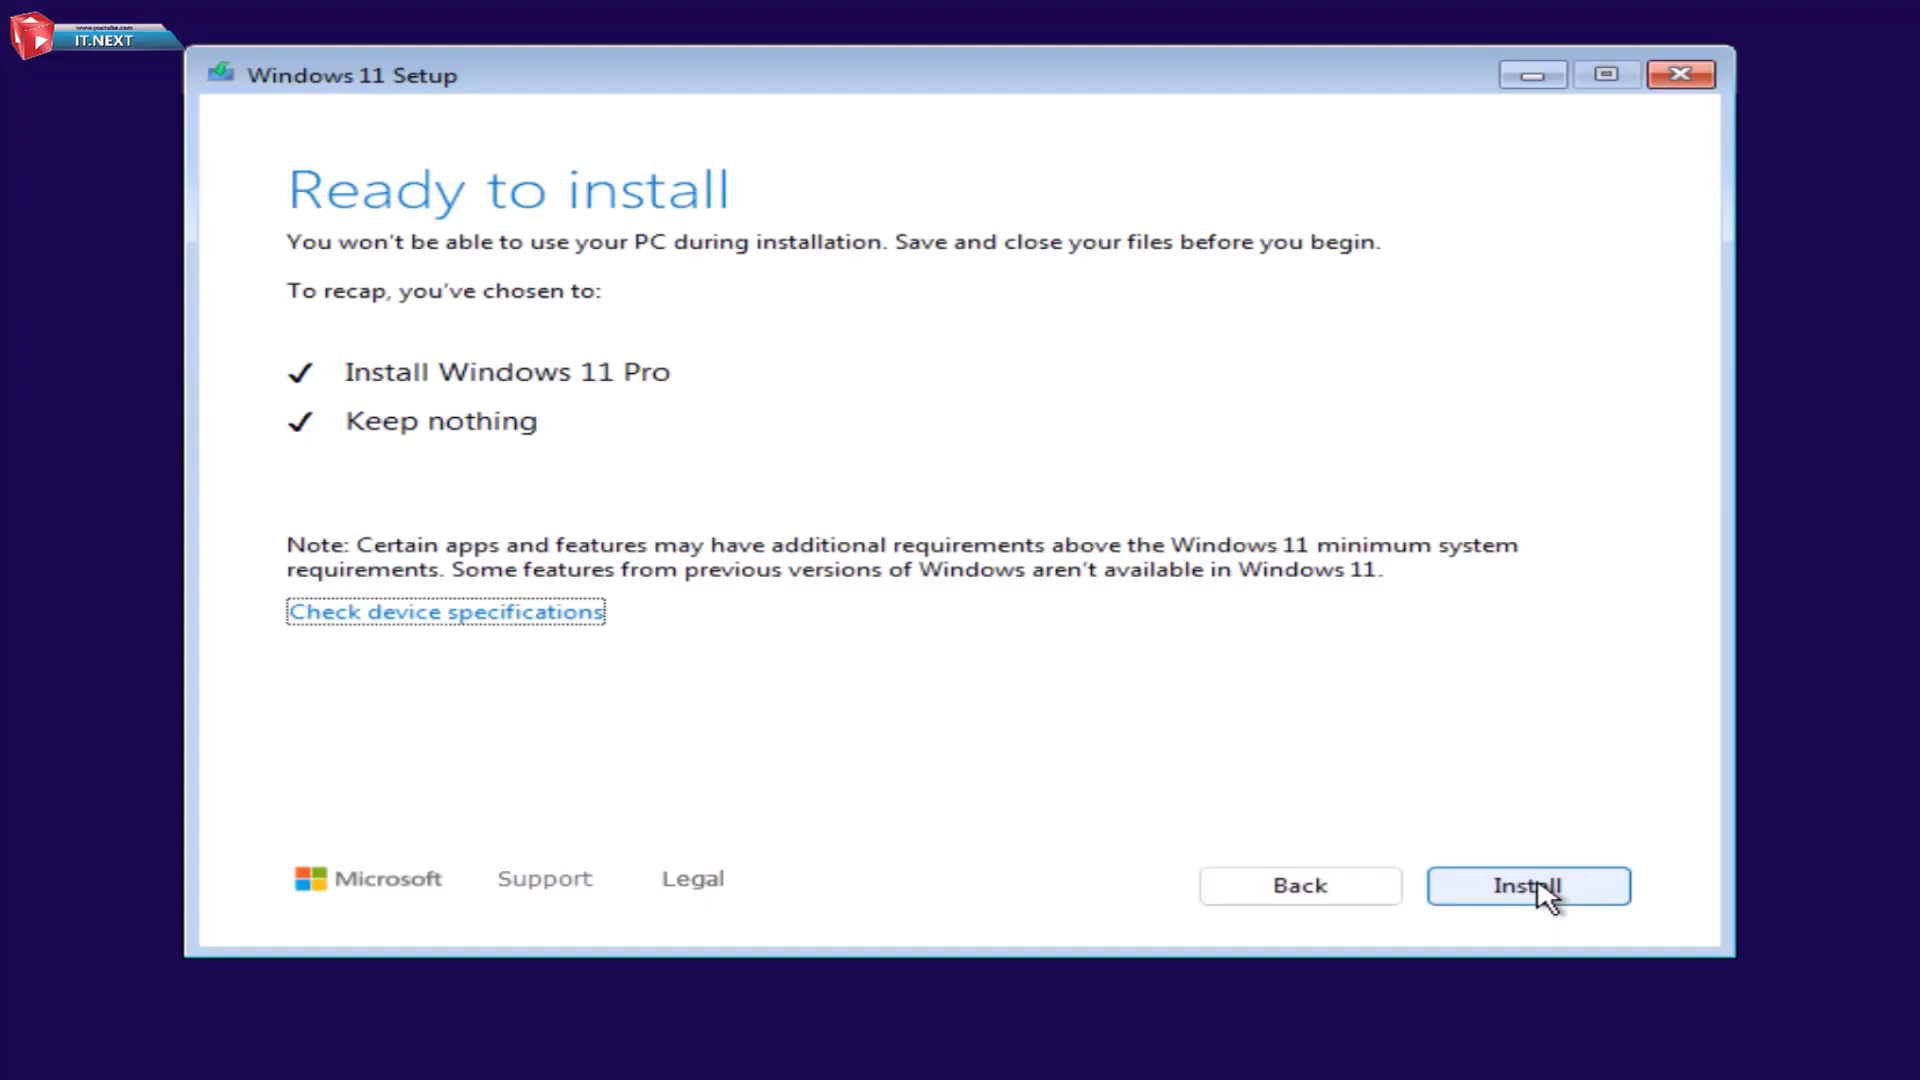 www.youtube.com
IT.NEXT
Windows 11 Setup
Ready to install
You won't be able to use your PC during installation. Save and close your files before you begin.
To recap, you've chosen to:
✓ Install Windows 11 Pro
✓ Keep nothing
Note: Certain apps and features may have additional requirements above the Windows 11 minimum system
requirements. Some features from previous versions of Windows aren't available in Windows 11.
Check device specifications
Microsoft Support Legal
Back Install